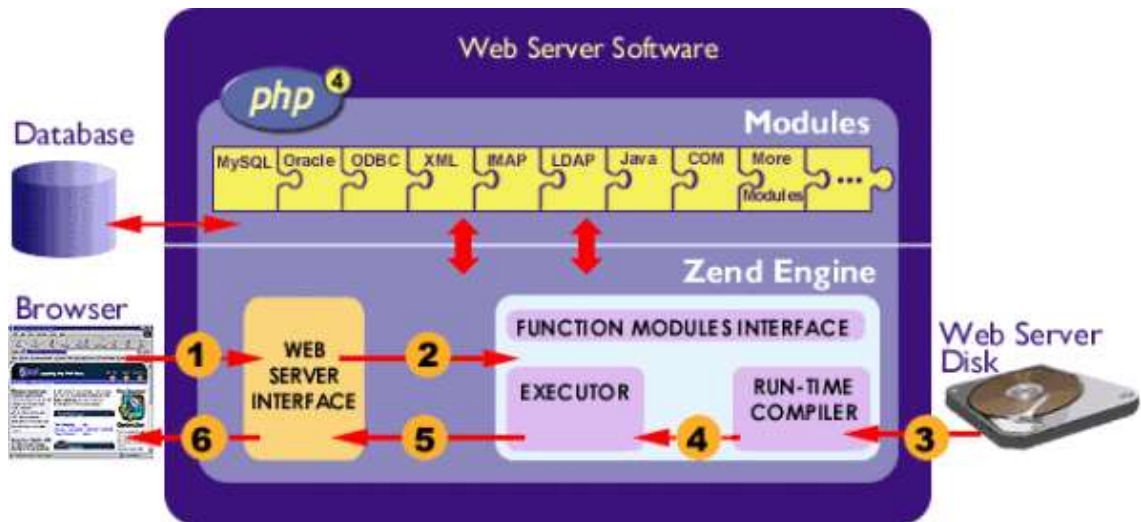 Web Server Software
php 4
Modules
Database
MySQL Oracle ODBC XML IMAP LDAP Java COM More Modules ...
Zend Engine
Browser
FUNCTION MODULES INTERFACE
Web Server
Disk
1
WEB
SERVER
INTERFACE
2
EXECUTOR
RUN-TIME
COMPILER
6
5
4
3